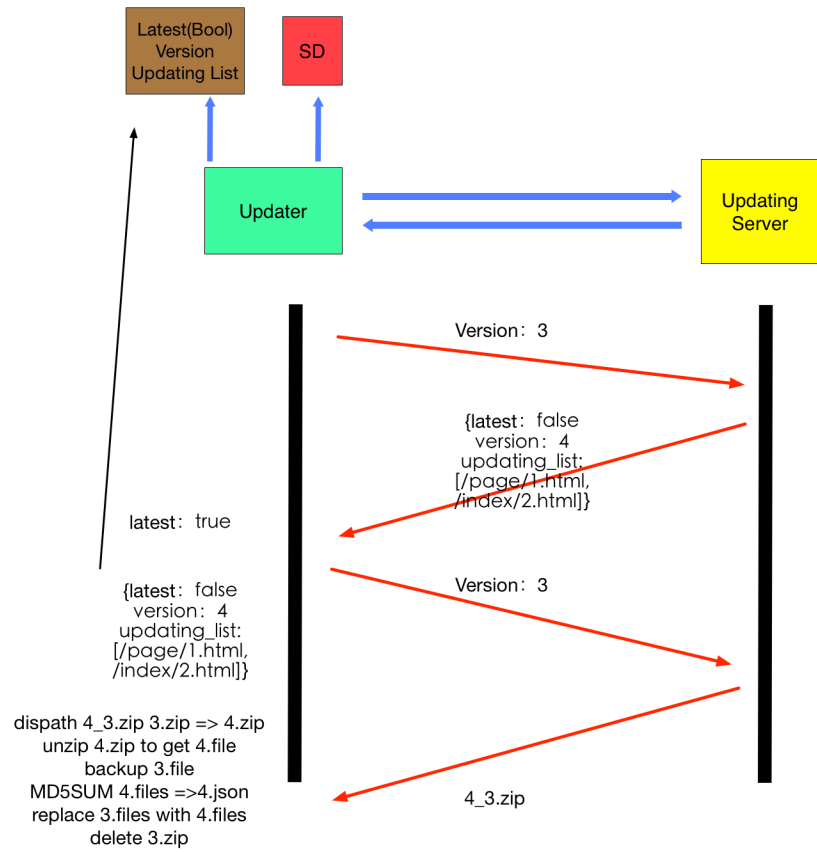 Latest(Bool)
Version
Updating List
SD
Updater
Updating
Server
Version：3
{latest：false
version：4
updating_list:
[/page/1.html,
/index/2.html]}
latest：true
Version：3
{latest：false
version：4
updating_list:
[/page/1.html,
/index/2.html]}
dispath 4_3.zip 3.zip => 4.zip
unzip 4.zip to get 4.file
backup 3.file
MD5SUM 4.files =>4.json
replace 3.files with 4.files
delete 3.zip
4_3.zip